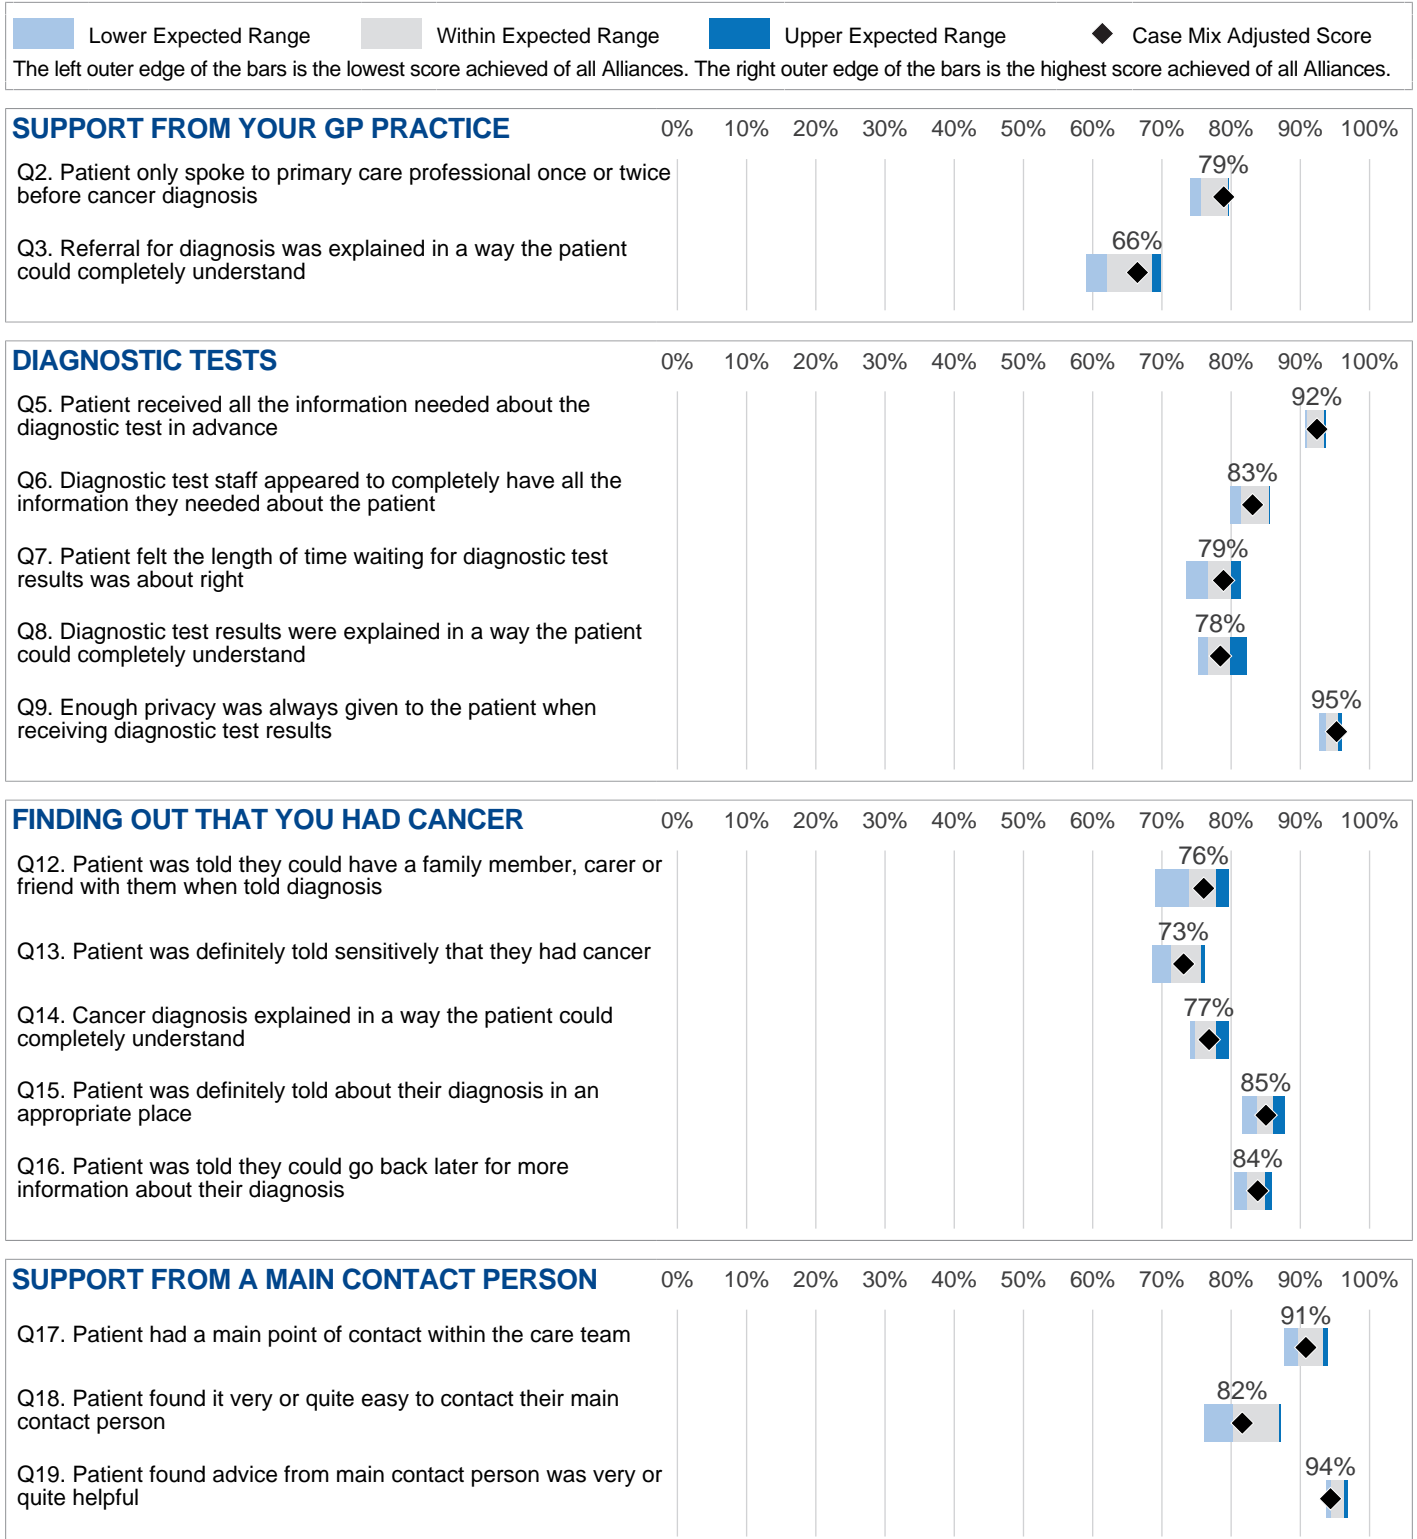 Lower Expected Range Within Expected Range Upper Expected Range Case Mix Adjusted Score
The left outer edge of the bars is the lowest score achieved of all Alliances. The right outer edge of the bars is the highest score achieved of all Alliances.
SUPPORT FROM YOUR GP PRACTICE 0% 10% 20% 30% 40% 50% 60% 70% 80% 90% 100%
79%
Q2. Patient only spoke to primary care professional once or twice
before cancer diagnosis
66%
Q3. Referral for diagnosis was explained in a way the patient
could completely understand
DIAGNOSTIC TESTS 0% 10% 20% 30% 40% 50% 60% 70% 80% 90% 100%
92%
Q5. Patient received all the information needed about the
diagnostic test in advance
83%
Q6. Diagnostic test staff appeared to completely have all the
information they needed about the patient
79%
Q7. Patient felt the length of time waiting for diagnostic test
results was about right
78%
Q8. Diagnostic test results were explained in a way the patient
could completely understand
95%
Q9. Enough privacy was always given to the patient when
receiving diagnostic test results
FINDING OUT THAT YOU HAD CANCER 0% 10% 20% 30% 40% 50% 60% 70% 80% 90% 100%
76%
Q12. Patient was told they could have a family member, carer or
friend with them when told diagnosis
73%
Q13. Patient was definitely told sensitively that they had cancer
77%
Q14. Cancer diagnosis explained in a way the patient could
completely understand
85%
Q15. Patient was definitely told about their diagnosis in an
appropriate place
84%
Q16. Patient was told they could go back later for more
information about their diagnosis
SUPPORT FROM A MAIN CONTACT PERSON 0% 10% 20% 30% 40% 50% 60% 70% 80% 90% 100%
91%
Q17. Patient had a main point of contact within the care team
82%
Q18. Patient found it very or quite easy to contact their main
contact person
94%
Q19. Patient found advice from main contact person was very or
quite helpful